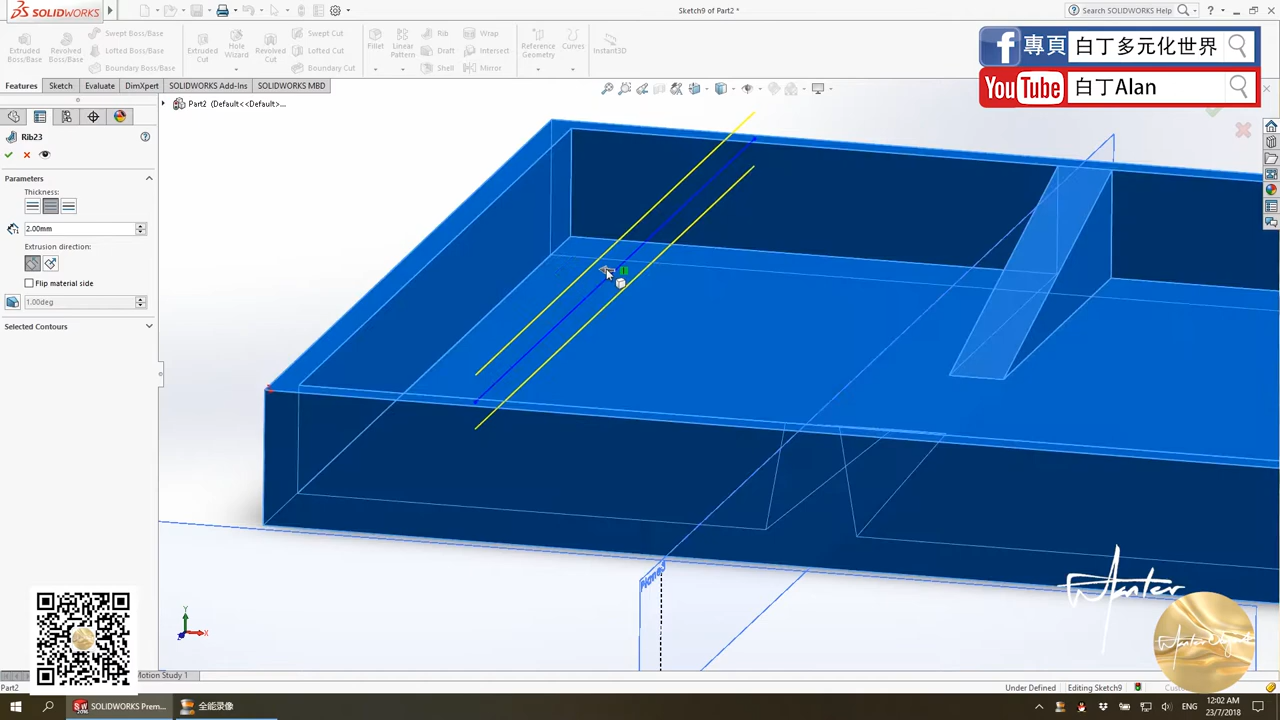 SOLIDWORKS
Sketch9 of Part2 *
Search SOLIDWORKS Help
Extruded Boss/Base
Revolved Boss/Base
Swept Boss/Base
Lofted Boss/Base
Boundary Boss/Base
Extruded Cut
Hole Wizard
Revolved Cut
Swept Cut
Lofted Cut
Boundary Cut
Fillet
Linear Pattern
Rib
Draft
Shell
Wrap
Intersect
Mirror
Reference Geometry
Curves
Instant3D
f 專頁 白丁多元化世界
YouTube 白丁Alan
Features
Sketch
Evaluate
DimXpert
SOLIDWORKS Add-Ins
SOLIDWORKS MBD
Part2 (Default<<Default>...
Rib23
Parameters
Thickness:
2.00mm
Extrusion direction:
Flip material side
1.00deg
Selected Contours
Y
X
Motion Study 1
Part2
Under Defined
Editing Sketch9
SOLIDWORKS Prem...
全能录像
ENG
12:02 AM
23/7/2018